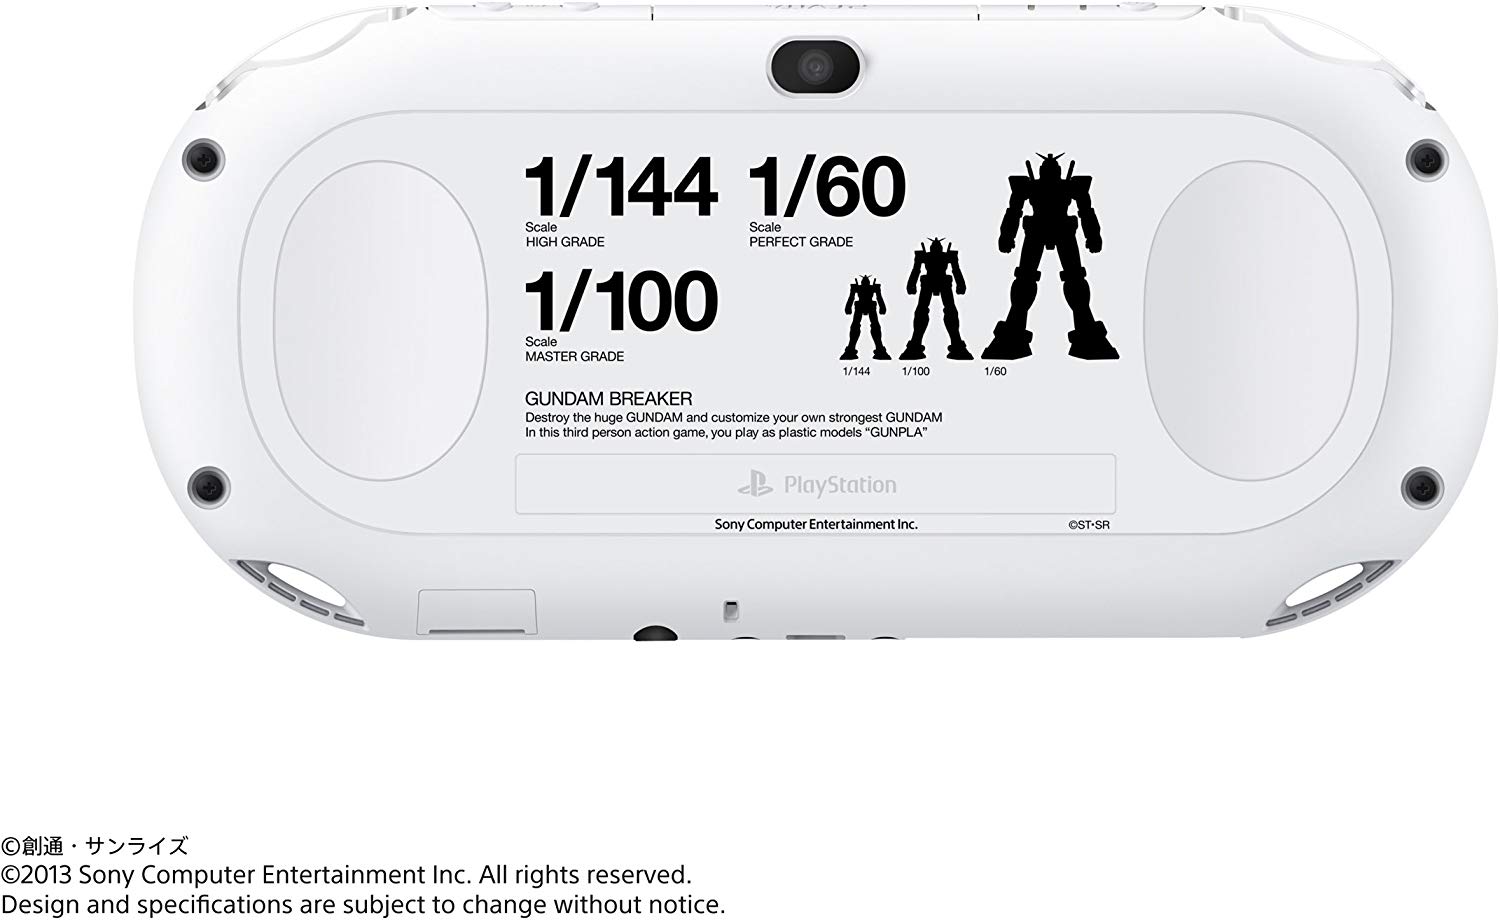 1/144
Scale
HIGH GRADE
1/60
Scale
PERFECT GRADE
1/100
Scale
MASTER GRADE
1/144
1/100
1/60
GUNDAM BREAKER
Destroy the huge GUNDAM and customize your own strongest GUNDAM
In this third person action game, you play as plastic models “GUNPLA”
PlayStation
Sony Computer Entertainment Inc.
©ST•SR
©創通・サンライズ
©2013 Sony Computer Entertainment Inc. All rights reserved.
Design and specifications are subject to change without notice.